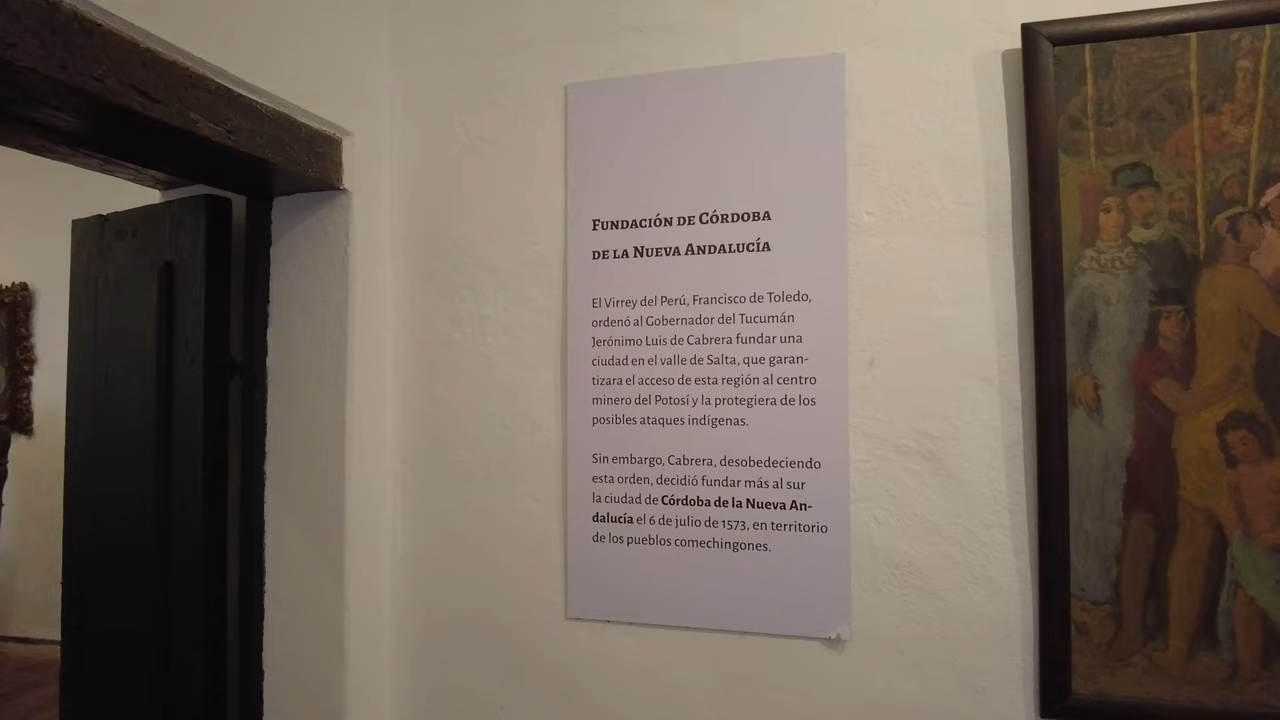 Fundación de Córdoba
de la Nueva Andalucía
El Virrey del Perú, Francisco de Toledo,
ordenó al Gobernador del Tucumán
Jerónimo Luis de Cabrera fundar una
ciudad en el valle de Salta, que garan-
tizara el acceso de esta región al centro
minero del Potosí y la protegiera de los
posibles ataques indígenas.
Sin embargo, Cabrera, desobedeciendo
esta orden, decidió fundar más al sur
la ciudad de Córdoba de la Nueva An-
dalucía el 6 de julio de 1573, en territorio
de los pueblos comechingones.